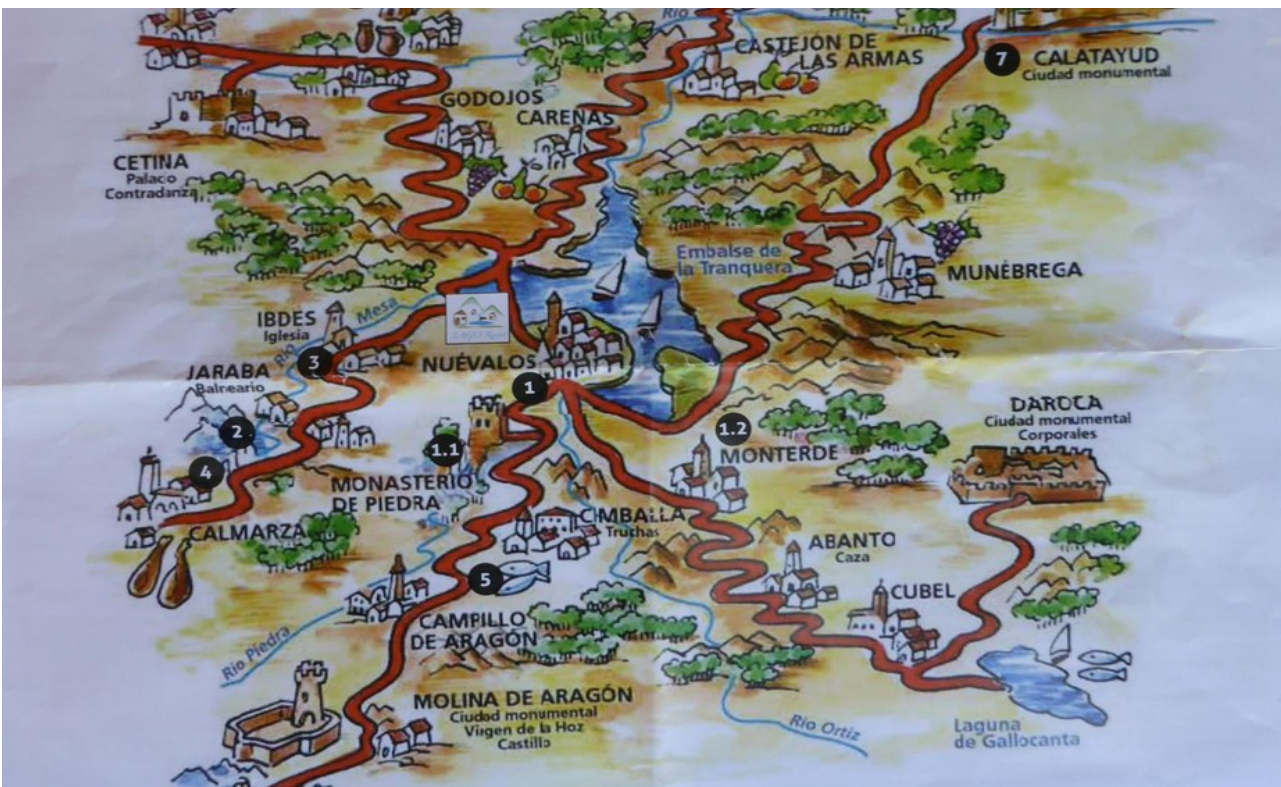 Río
CASTEJÓN DE
LAS ARMAS
7
CALATAYUD
Ciudad monumental
GODOJOS
CARENAS
CETINA
Palacio
Contradanza
Embalse de
la Tranquera
MUNÉBREGA
IBDES
Iglesia
Río Mesa
3
NUÉVALOS
1
JARABA
Balneario
2
4
CALMARZA
1.1
MONASTERIO
DE PIEDRA
1.2
MONTERDE
DAROCA
Ciudad monumental
Corporales
CIMBALLA
Truchas
ABANTO
Caza
CUBEL
5
CAMPILLO
DE ARAGÓN
Río Piedra
MOLINA DE ARAGÓN
Ciudad monumental
Virgen de la Hoz
Castillo
Río Ortiz
Laguna
de Gallocanta